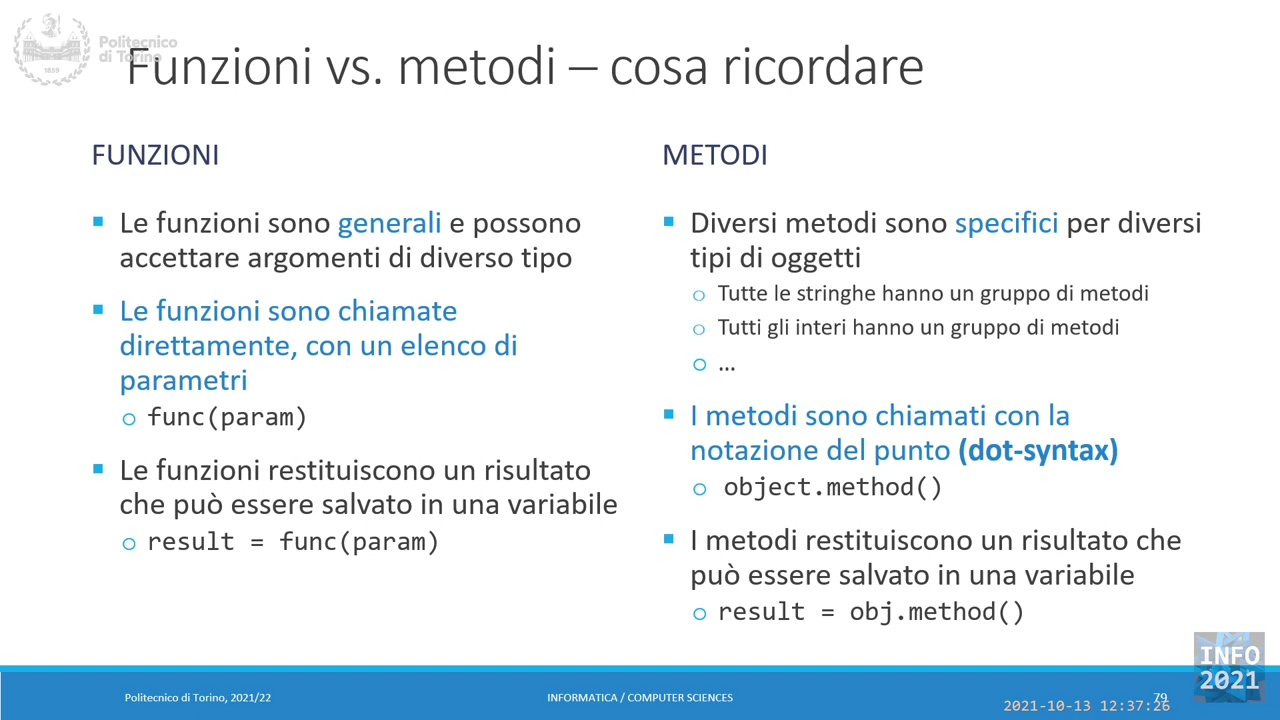 Politecnico
di Torino
1859
Funzioni vs. metodi – cosa ricordare
FUNZIONI
▪ Le funzioni sono generali e possono
accettare argomenti di diverso tipo
▪ Le funzioni sono chiamate
direttamente, con un elenco di
parametri
o func(param)
▪ Le funzioni restituiscono un risultato
che può essere salvato in una variabile
o result = func(param)
METODI
▪ Diversi metodi sono specifici per diversi
tipi di oggetti
o Tutte le stringhe hanno un gruppo di metodi
o Tutti gli interi hanno un gruppo di metodi
o …
▪ I metodi sono chiamati con la
notazione del punto (dot-syntax)
o object.method()
▪ I metodi restituiscono un risultato che
può essere salvato in una variabile
o result = obj.method()
Politecnico di Torino, 2021/22
INFORMATICA / COMPUTER SCIENCES
79
INFO
2021
2021-10-13 12:37:26